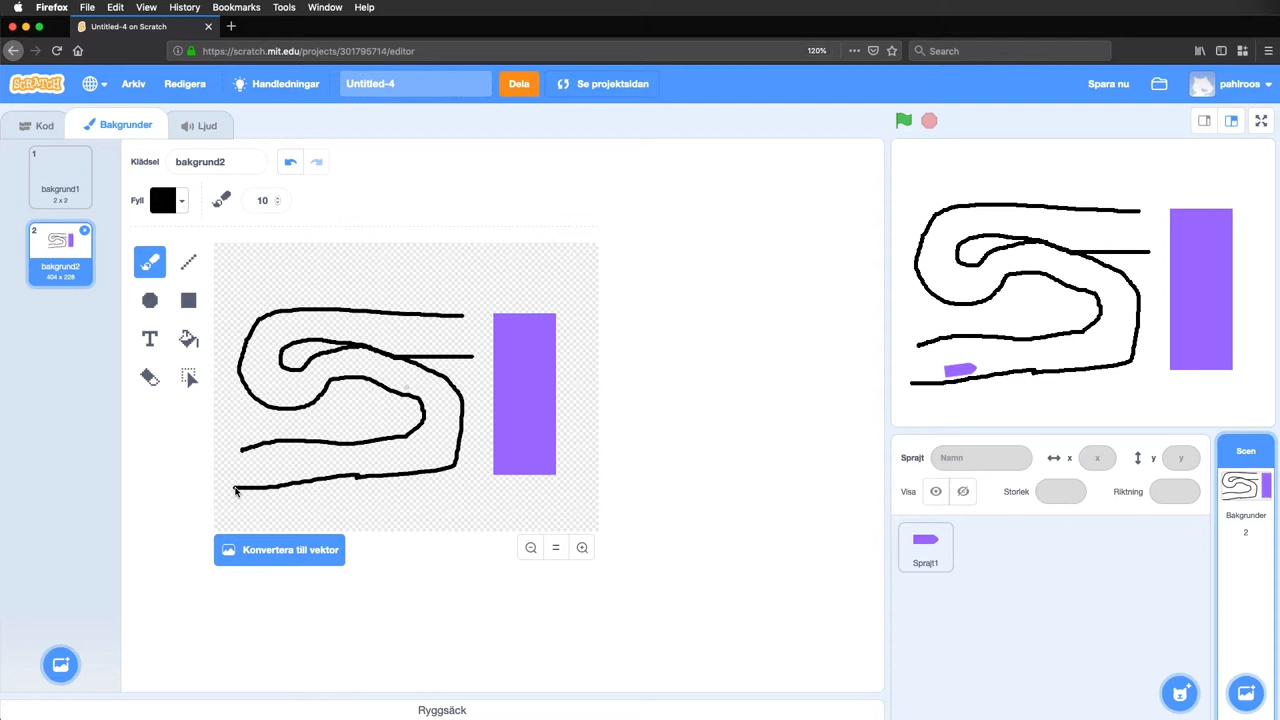 Firefox File Edit View History Bookmarks Tools Window Help
Untitled-4 on Scratch
https://scratch.mit.edu/projects/301795714/editor 120% Search
SCRATCH Arkiv Redigera Handledningar Untitled-4 Dela Se projektsidan Spara nu pahlroos
Kod Bakgrunder Ljud
1
bakgrund1
2 x 2
2
bakgrund2
404 x 228
Klädsel bakgrund2
Fyll 10
T
Konvertera till vektor
Ryggsäck
Sprajt Namn x x y y
Visa Storlek Riktning
Sprajt1
Scen
Bakgrunder
2